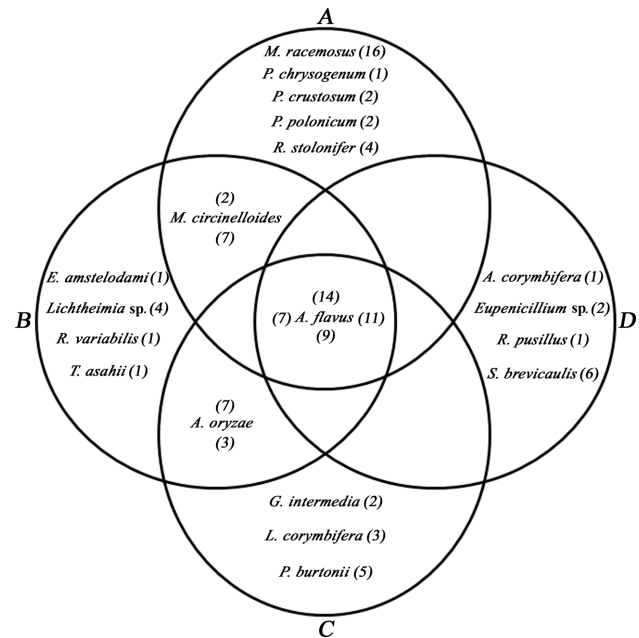 A
M. racemosus (16)
P. chrysogenum (1)
P. crustosum (2)
P. polonicum (2)
R. stolonifer (4)
(2)
M. circinelloides
(7)
B
E. amstelodami (1)
Lichtheimia sp. (4)
R. variabilis (1)
T. asahii (1)
(14)
(7) A. flavus (11)
(9)
A. corymbifera (1)
Eupenicillium sp. (2)
R. pusillus (1)
S. brevicaulis (6)
D
(7)
A. oryzae
(3)
G. intermedia (2)
L. corymbifera (3)
P. burtonii (5)
C